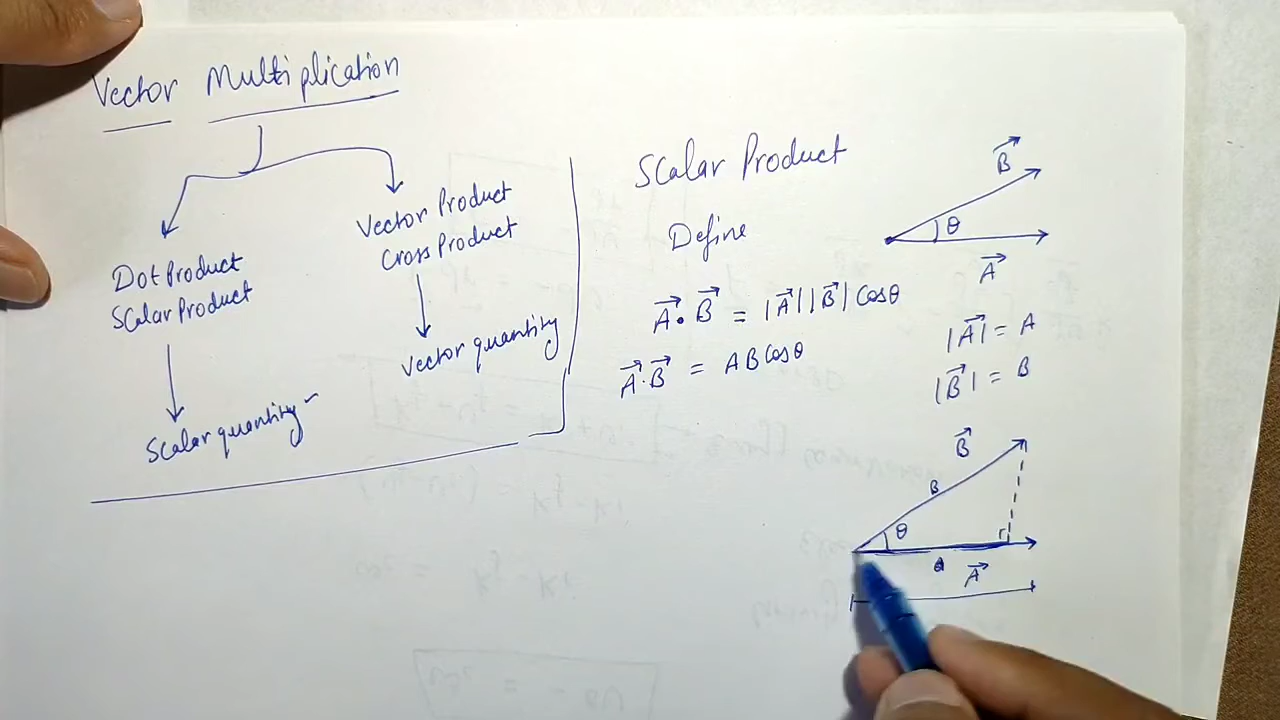 Vector Multiplication
Dot Product
Scalar Product
Scalar quantity
Vector Product
Cross Product
Vector quantity
Scalar Product
Define
A⃗ . B⃗ = |A⃗| |B⃗| Cosθ
A⃗ . B⃗ = A B Cosθ
B⃗
θ
A⃗
|A⃗| = A
|B⃗| = B
B⃗
B
θ
A⃗